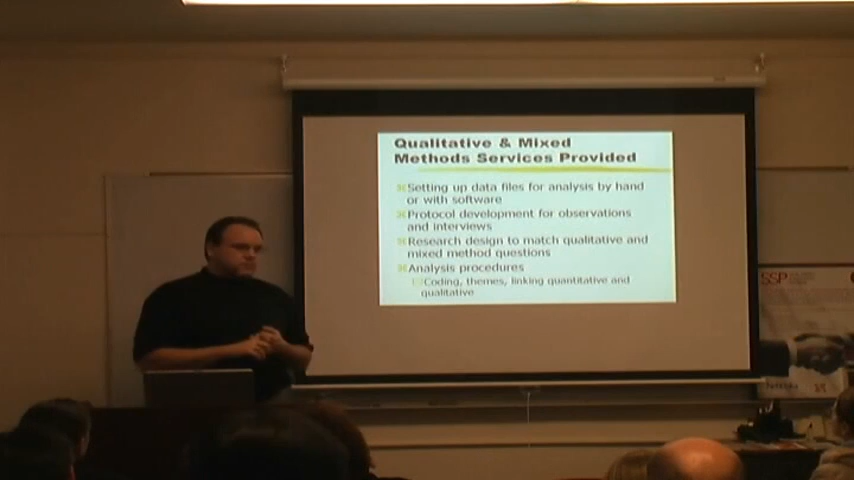 Qualitative & Mixed
Methods Services Provided
Setting up data files for analysis by hand
or with software
Protocol development for observations
and interviews
Research design to match qualitative and
mixed method questions
Analysis procedures
Coding, themes, linking quantitative and
qualitative
SSP